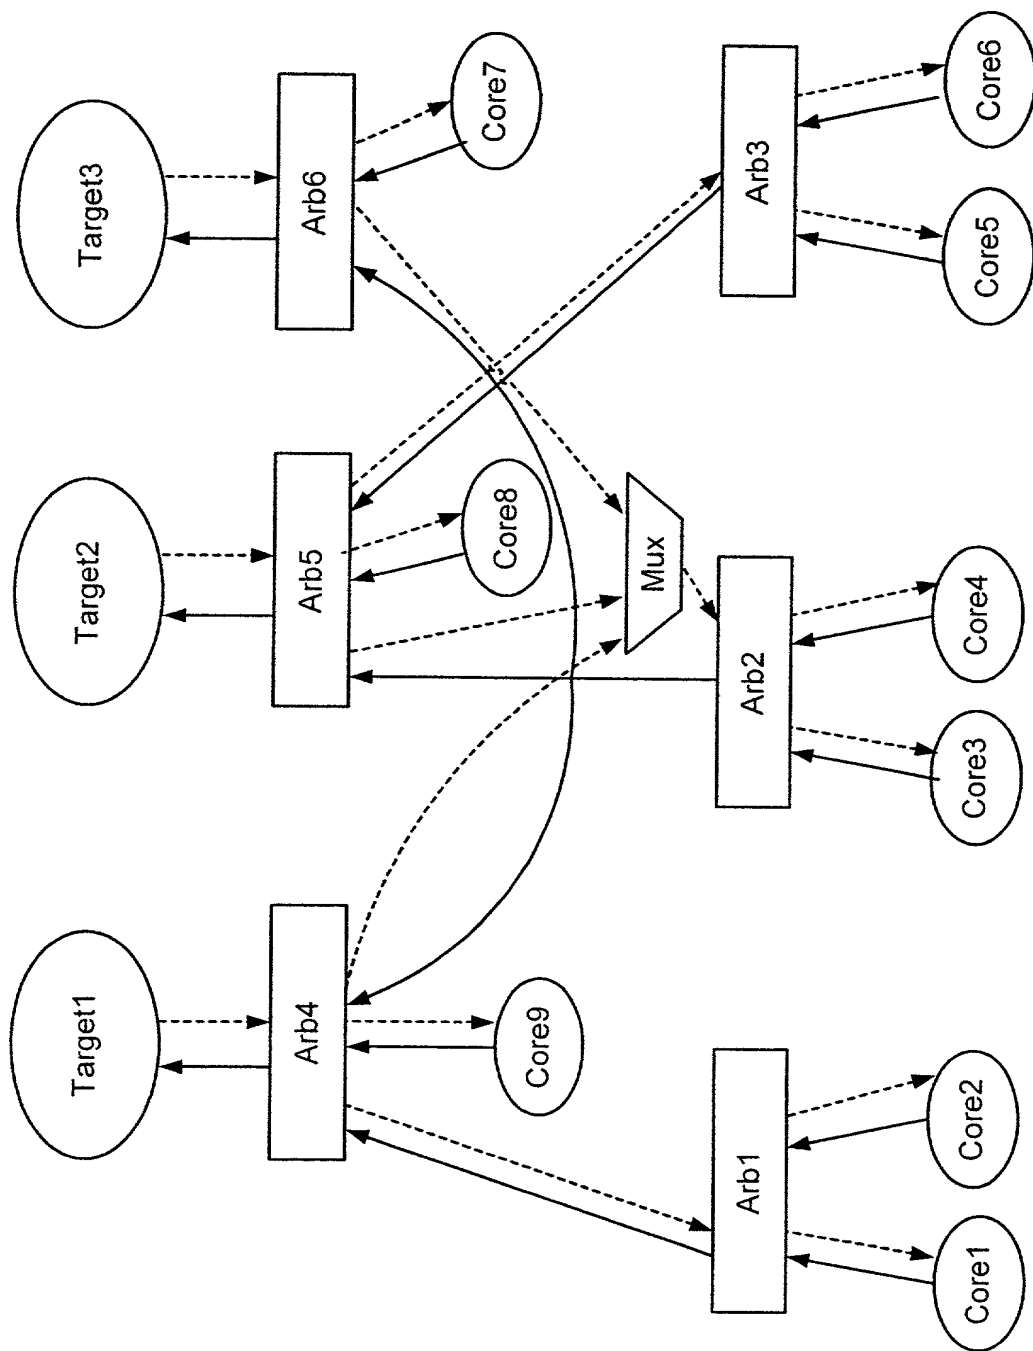 Target1
Target2
Target3
Arb4
Arb5
Arb6
Core9
Core8
Core7
Mux
Arb1
Arb2
Arb3
Core1
Core2
Core3
Core4
Core5
Core6